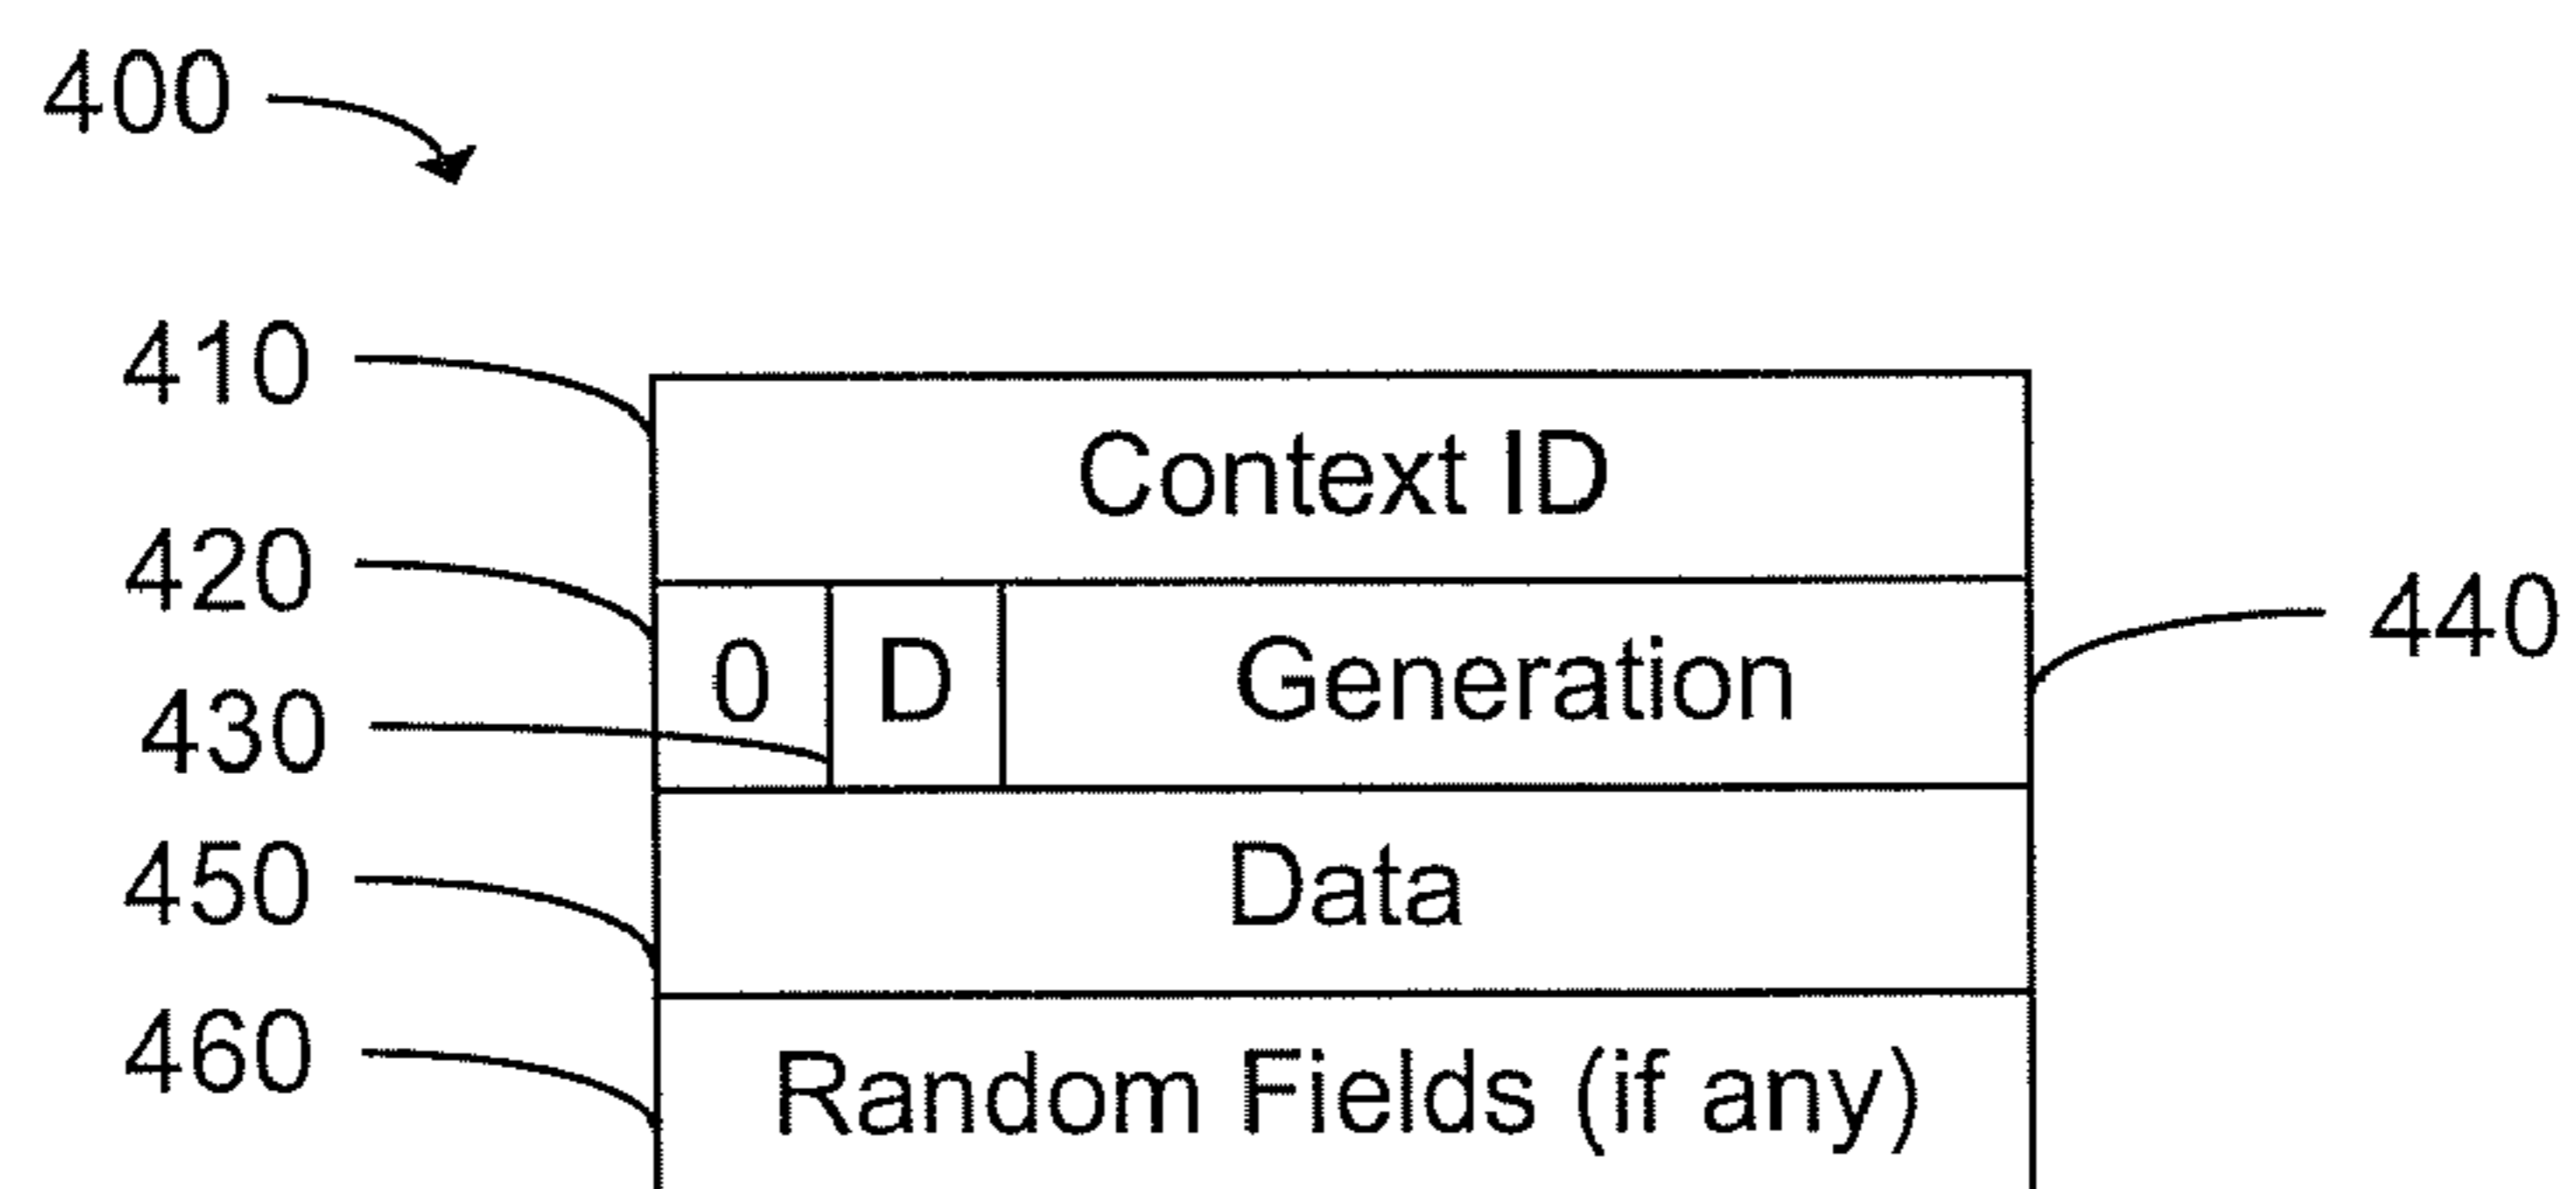 400
410
Context ID
420
0 D Generation
440
430
450
Data
460
Random Fields (if any)